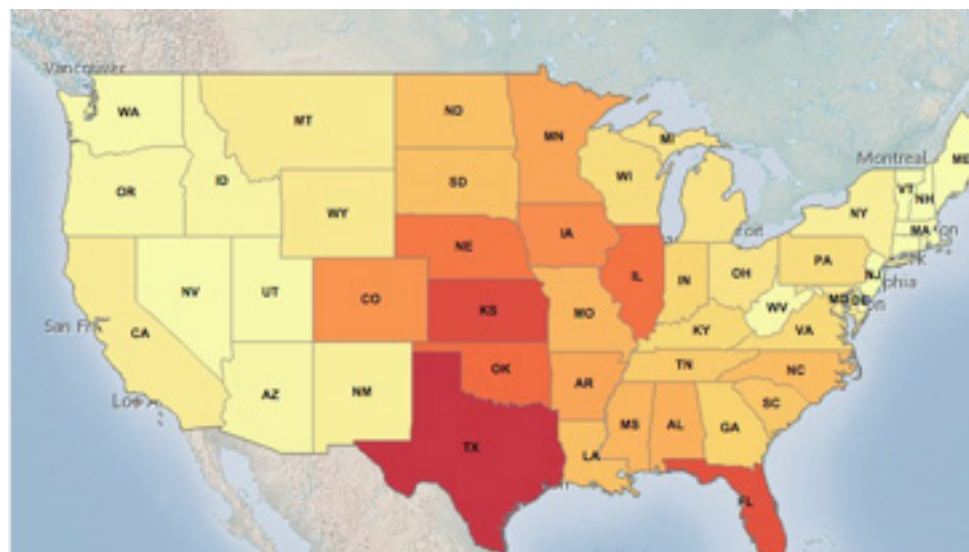 Vancouver
WA
MT
ND
MN
MI
ME
Montreal
OR
ID
SD
WI
VT
NH
WY
NY
MA
NE
IA
PA
NV
UT
CO
KS
IL
IN
OH
NJ
MD
DE
WV
San Fra
CA
MO
KY
VA
AZ
NM
OK
AR
TN
NC
SC
MS
AL
GA
TX
LA
FL